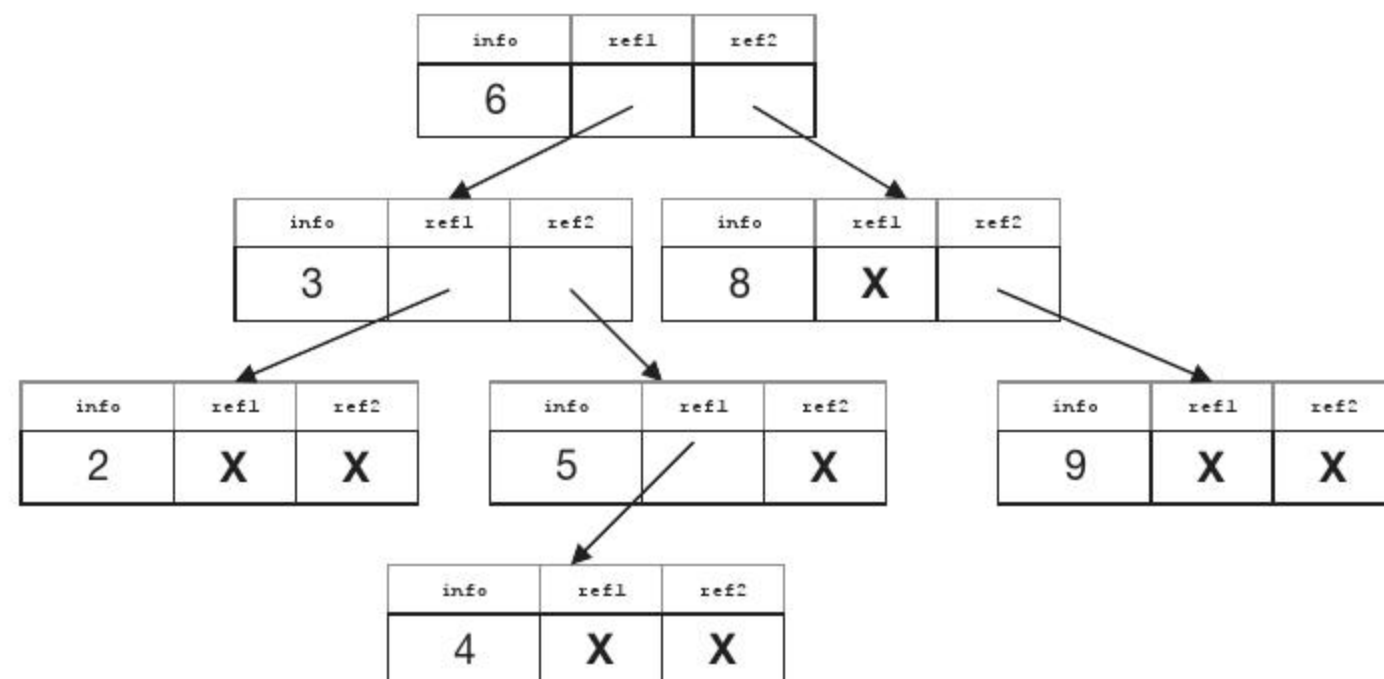 info ref1 ref2
6
info ref1 ref2 info ref1 ref2
3 8 X
info ref1 ref2 info ref1 ref2 info ref1 ref2
2 X X 5 X 9 X X
info ref1 ref2
4 X X